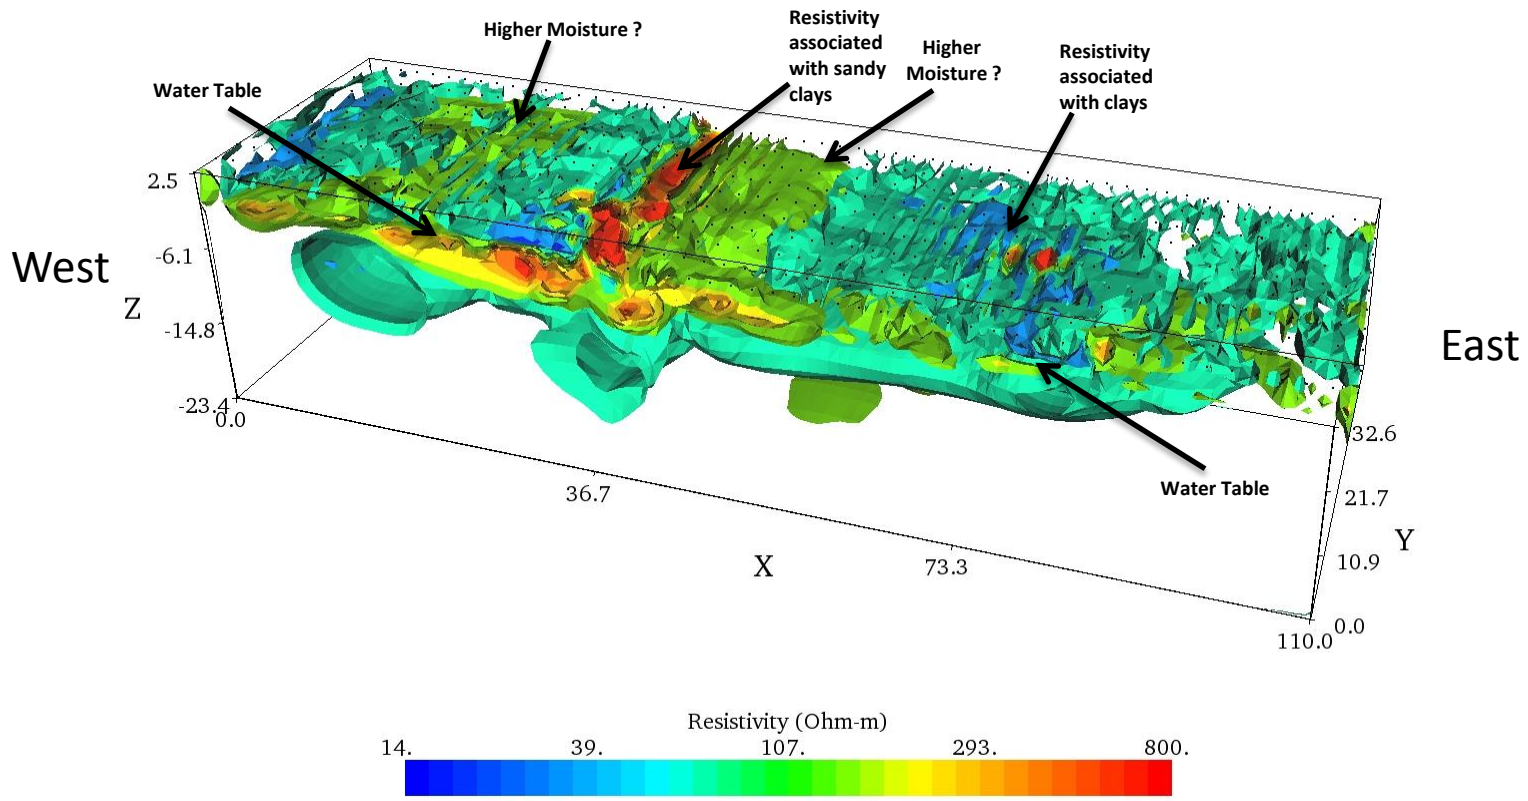 Higher Moisture ?
Resistivity
associated
with sandy
clays
Higher
Moisture ?
Resistivity
associated
with clays
Water Table
2.5
-6.1
-14.8
-23.4
West
Z
East
0.0
36.7
73.3
110.0
X
32.6
21.7
10.9
0.0
Y
Water Table
Resistivity (Ohm-m)
14. 39. 107. 293. 800.